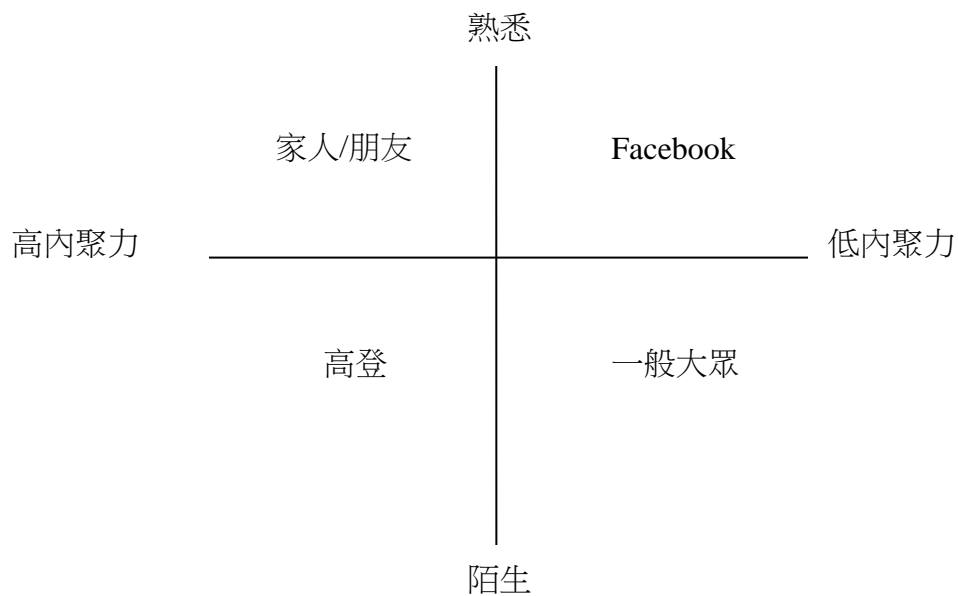 熟悉
家人/朋友
Facebook
高內聚力
低內聚力
高登
一般大眾
陌生